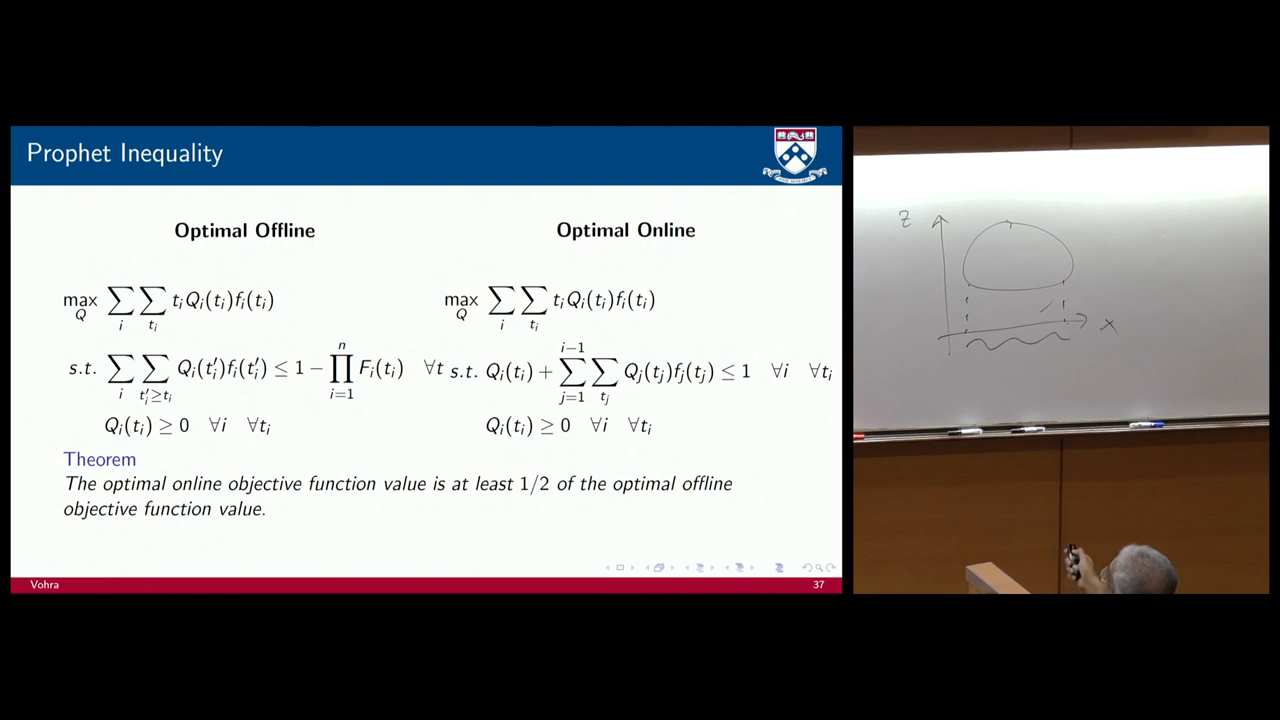 Prophet Inequality
Optimal Offline
max_Q ∑_i ∑_{t_i} t_i Q_i(t_i) f_i(t_i)
s.t. ∑_i ∑_{t'_i ≥ t_i} Q_i(t'_i) f_i(t'_i) ≤ 1 − ∏_{i=1}^{n} F_i(t_i) ∀t
Q_i(t_i) ≥ 0 ∀i ∀t_i
Optimal Online
max_Q ∑_i ∑_{t_i} t_i Q_i(t_i) f_i(t_i)
s.t. Q_i(t_i) + ∑_{j=1}^{i−1} ∑_{t_j} Q_j(t_j) f_j(t_j) ≤ 1 ∀i ∀t_i
Q_i(t_i) ≥ 0 ∀i ∀t_i
Theorem
The optimal online objective function value is at least 1/2 of the optimal offline
objective function value.
Vohra
37
z
x